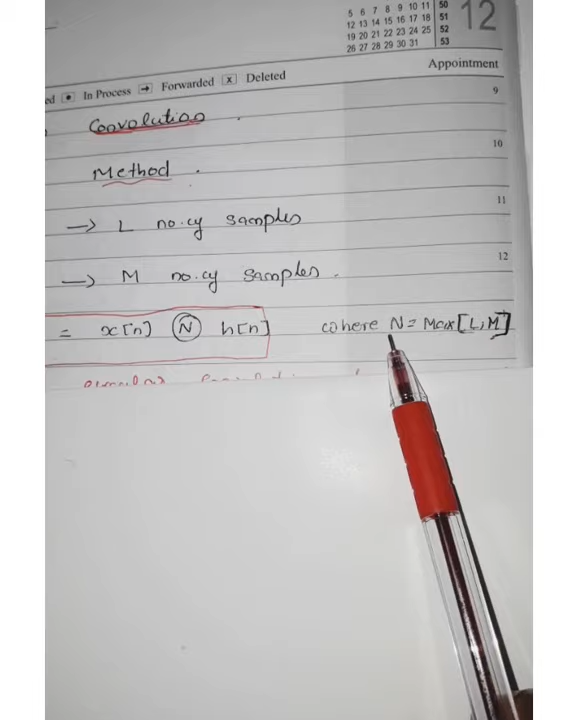 5 6 7 8 9 10 11 50
12 13 14 15 16 17 18 51
19 20 21 22 23 24 25 52
26 27 28 29 30 31 53
12
ed • In Process → Forwarded x Deleted
Appointment
9
Convolution
10
Method
11
→ L no.of samples
12
→ M no.of samples
= x[n] Ⓝ h[n] where N= Max[L,M]